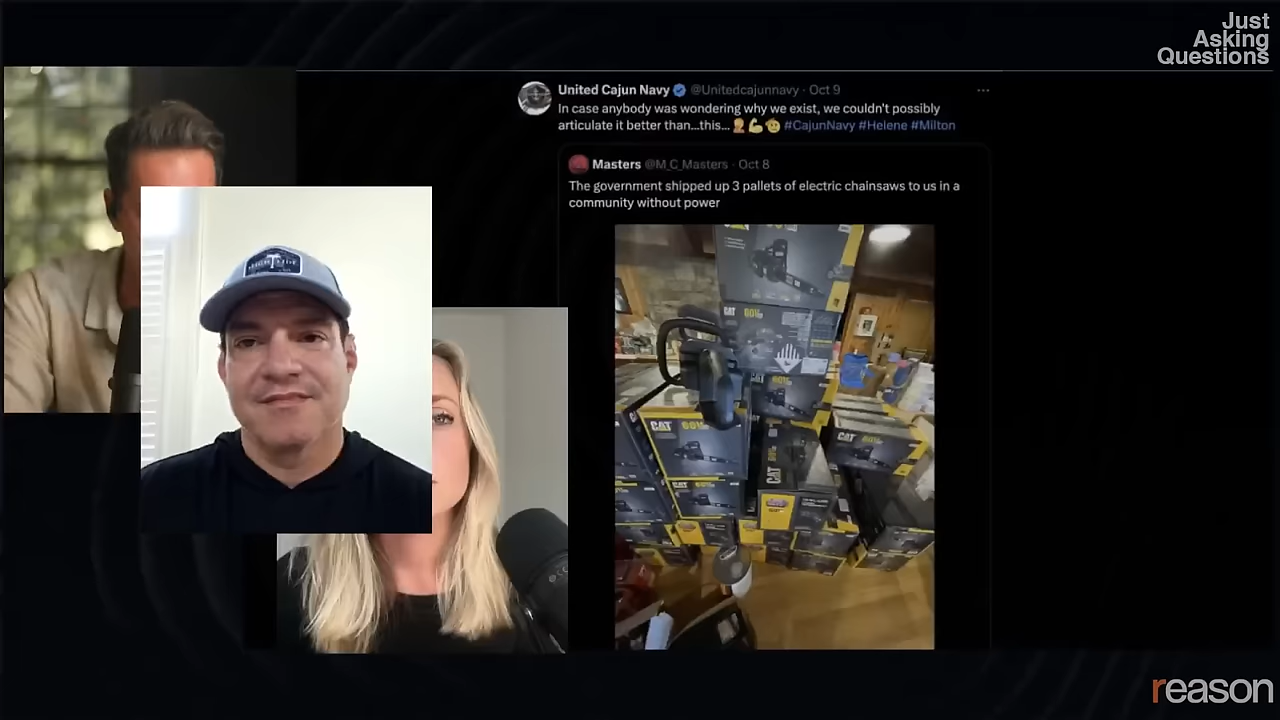 Just
Asking
Questions
United Cajun Navy @Unitedcajunnavy · Oct 9
In case anybody was wondering why we exist, we couldn't possibly
articulate it better than...this... #CajunNavy #Helene #Milton
Masters @M_C_Masters · Oct 8
The government shipped up 3 pallets of electric chainsaws to us in a
community without power
CAT
CAT
CAT
CAT
CAT
reason